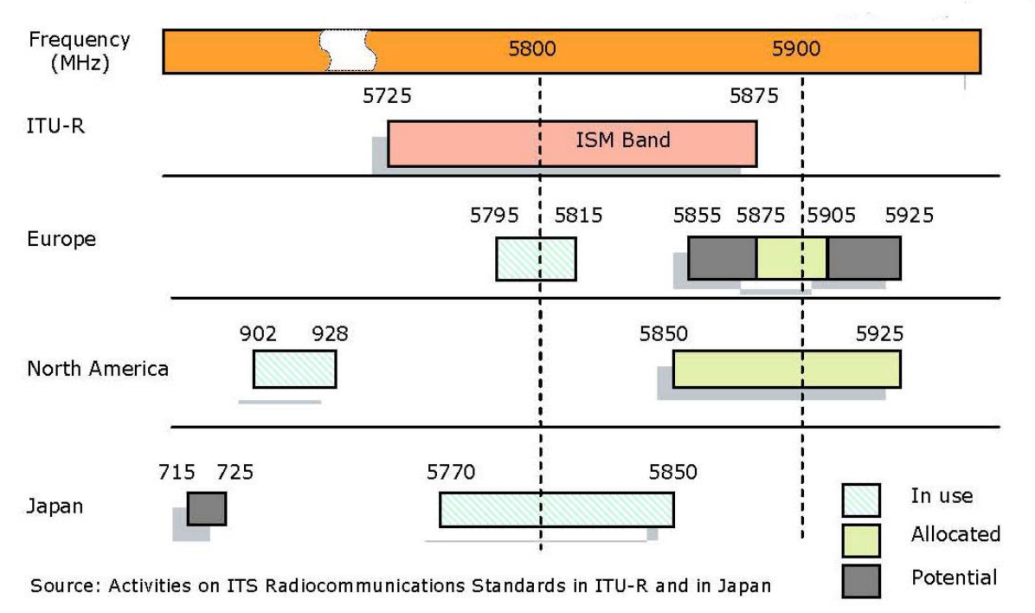 Frequency
(MHz)
5800 5900
5725 5875
ITU-R
ISM Band
5795 5815 5855 5875 5905 5925
Europe
902 928 5850 5925
North America
715 725 5770 5850
Japan
In use
Allocated
Potential
Source: Activities on ITS Radiocommunications Standards in ITU-R and in Japan